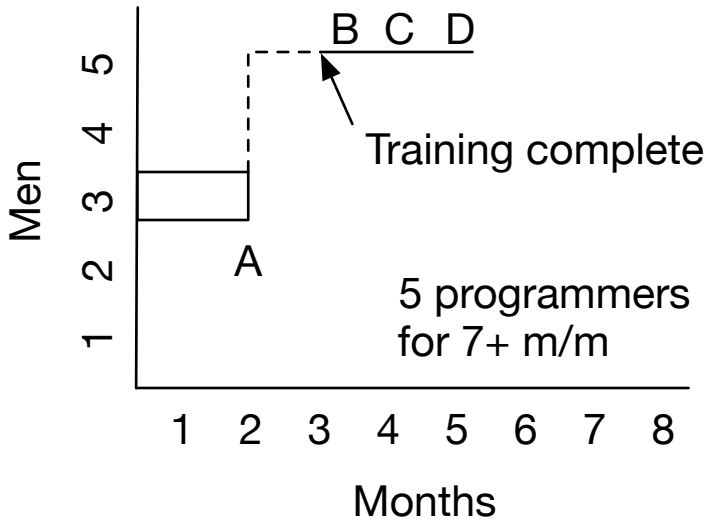 B C D
5
Training complete
4
Men
3
A
2
5 programmers
for 7+ m/m
1
1 2 3 4 5 6 7 8
Months